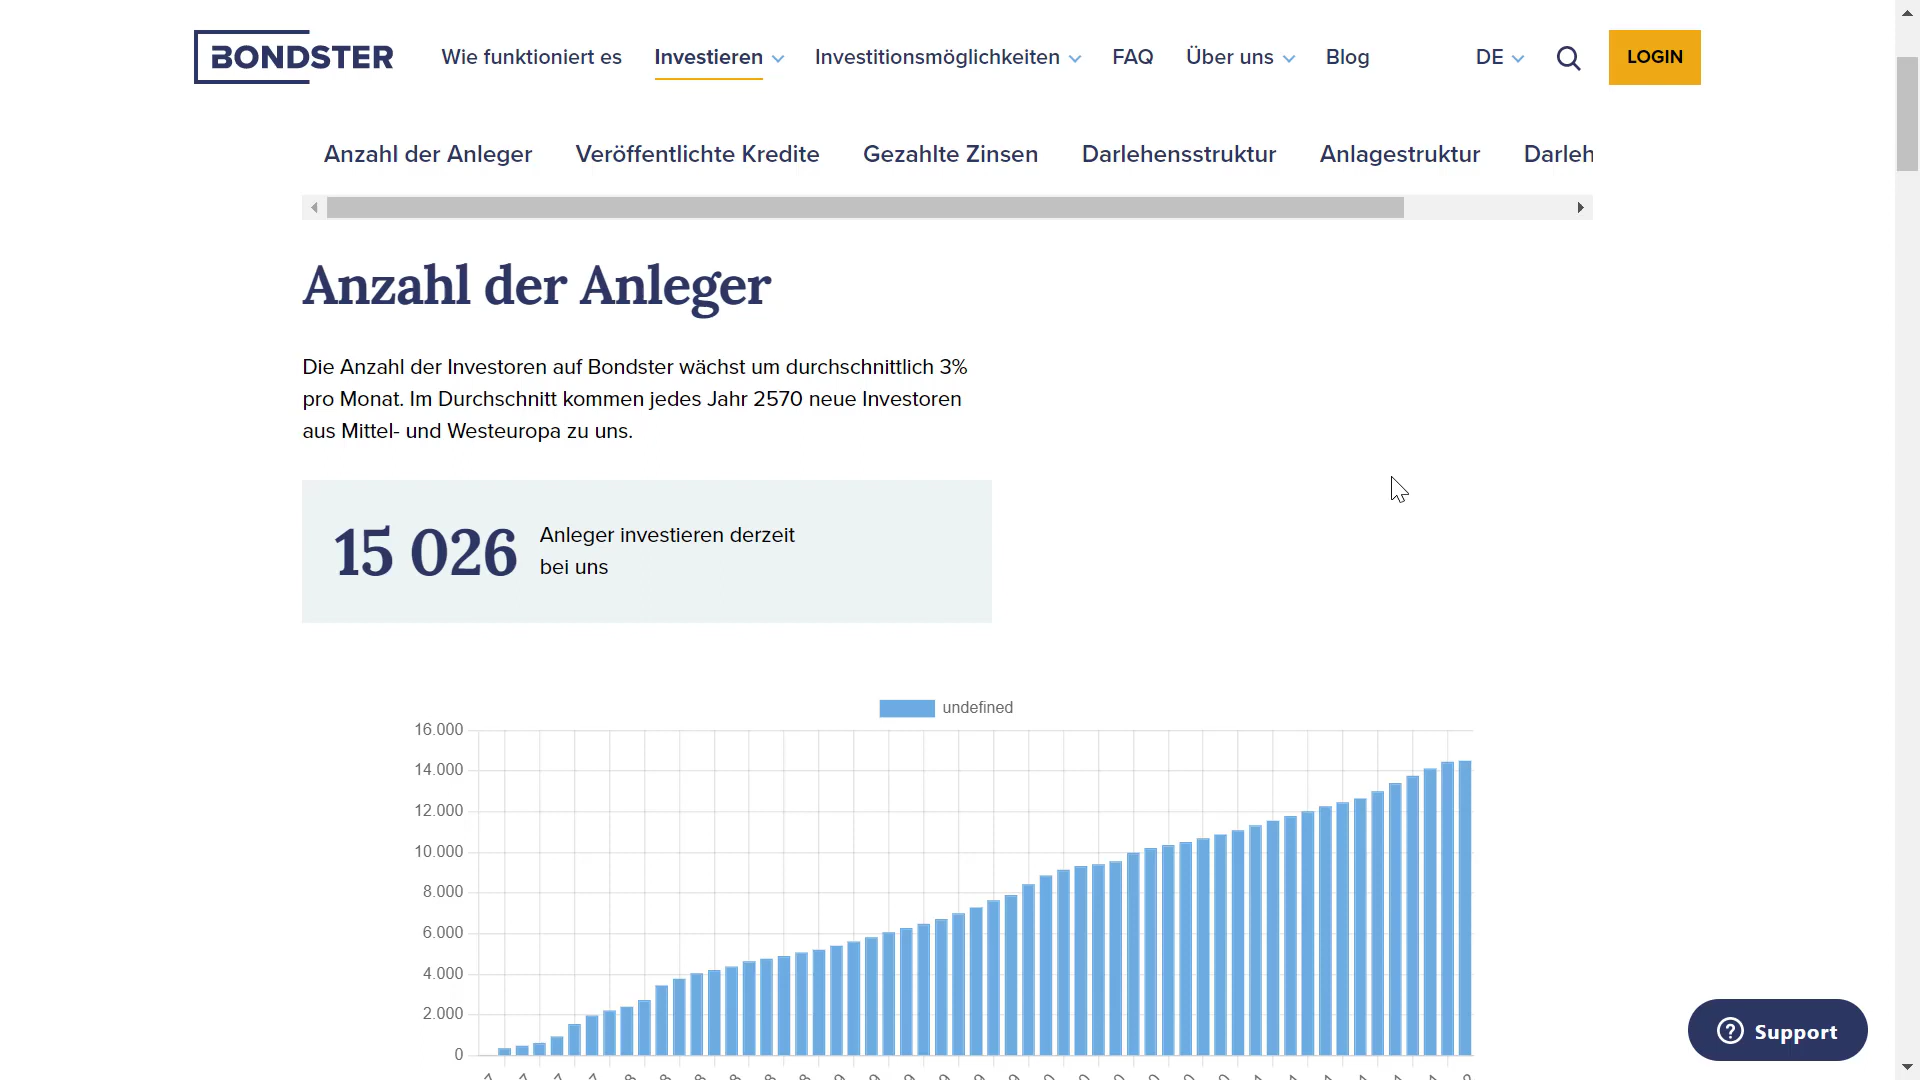 BONDSTER
Wie funktioniert es
Investieren
Investitionsmöglichkeiten
FAQ
Über uns
Blog
DE
LOGIN
Anzahl der Anleger
Veröffentlichte Kredite
Gezahlte Zinsen
Darlehensstruktur
Anlagestruktur
Darleh
Anzahl der Anleger
Die Anzahl der Investoren auf Bondster wächst um durchschnittlich 3%
pro Monat. Im Durchschnitt kommen jedes Jahr 2570 neue Investoren
aus Mittel- und Westeuropa zu uns.
15 026
Anleger investieren derzeit
bei uns
undefined
16.000
14.000
12.000
10.000
8.000
6.000
4.000
2.000
0
Support